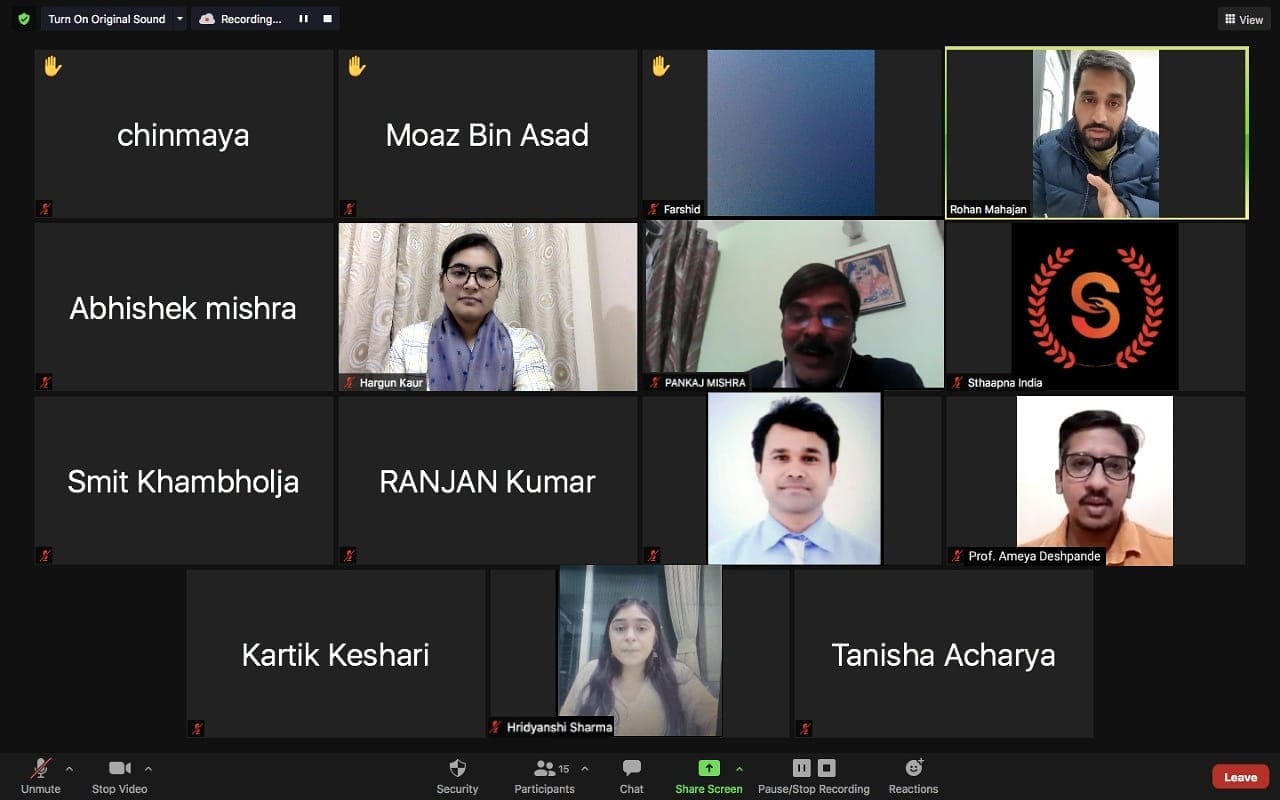 Turn On Original Sound
Recording...
View
chinmaya
Moaz Bin Asad
Farshid
Rohan Mahajan
Abhishek mishra
Hargun Kaur
PANKAJ MISHRA
S
Sthaapna India
Smit Khambholja
RANJAN Kumar
Prof. Ameya Deshpande
Kartik Keshari
Hridyanshi Sharma
Tanisha Acharya
Unmute
Stop Video
Security
Participants
15
Chat
Share Screen
Pause/Stop Recording
Reactions
Leave